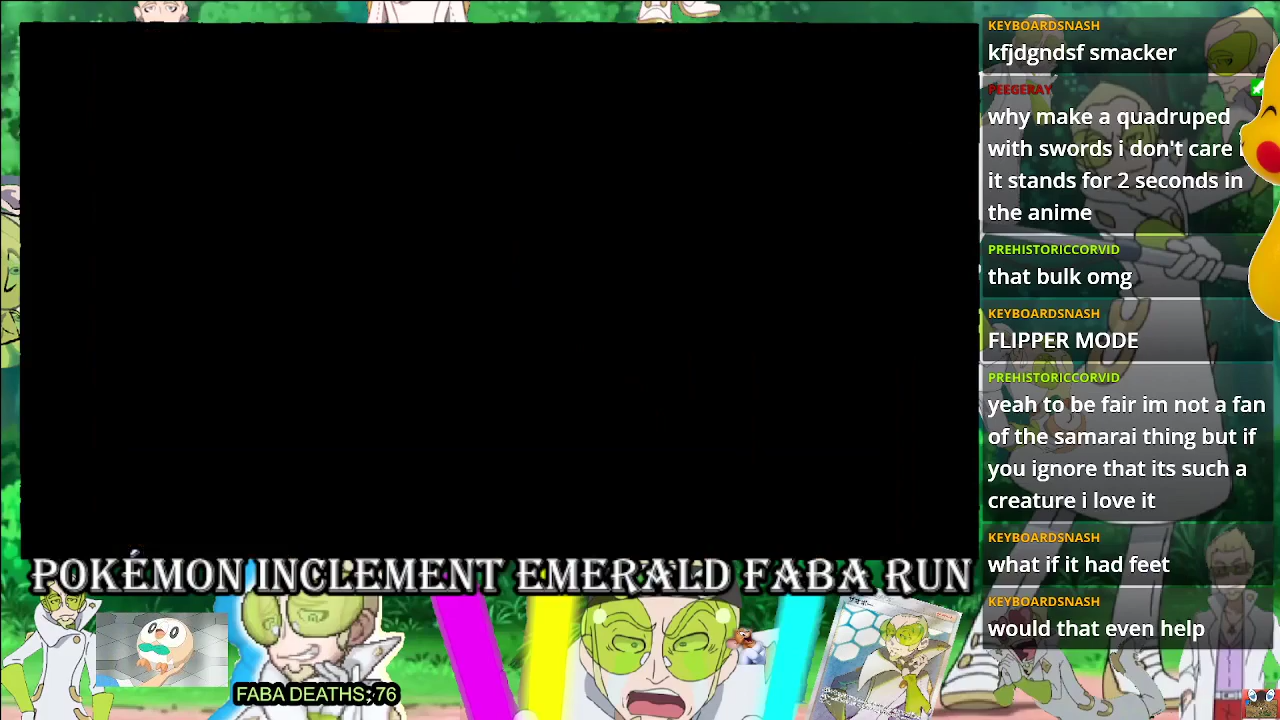 KEYBOARDSNASH
kfjdgndsf smacker
PEEGERAY
why make a quadruped
with swords i don't care i
it stands for 2 seconds in
the anime
PREHISTORICCORVID
that bulk omg
KEYBOARDSNASH
FLIPPER MODE
PREHISTORICCORVID
yeah to be fair im not a fan
of the samarai thing but if
you ignore that its such a
creature i love it
KEYBOARDSNASH
what if it had feet
KEYBOARDSNASH
would that even help
POKÉMON INCLEMENT EMERALD FABA RUN
FABA DEATHS; 76